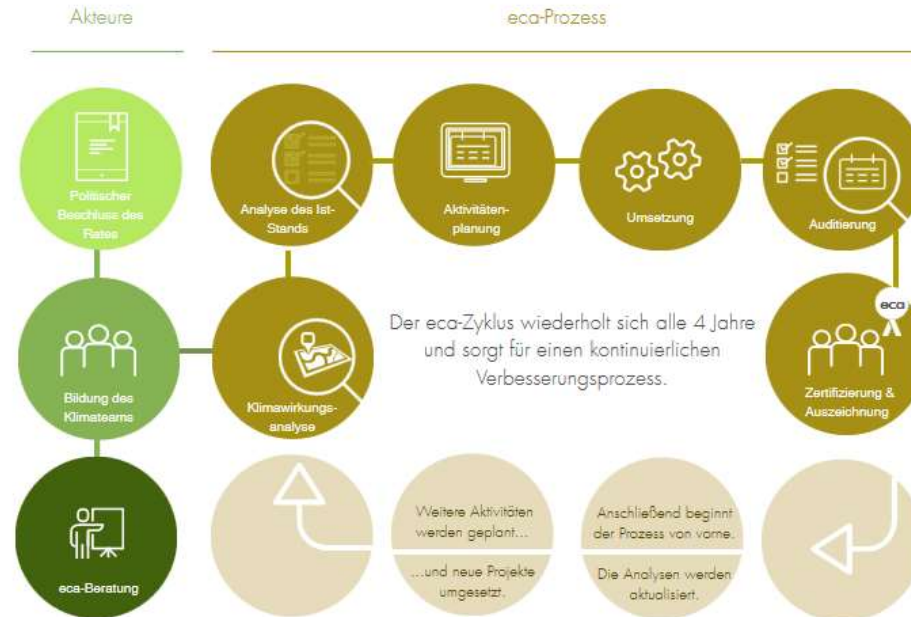 Akteure
eca-Prozess
Politischer
Beschluss des
Rates
Analyse des Ist-
Stands
Aktivitäten-
planung
Umsetzung
Auditierung
Bildung des
Klimateams
Klimawirkungs-
analyse
Der eca-Zyklus wiederholt sich alle 4 Jahre
und sorgt für einen kontinuierlichen
Verbesserungsprozess.
eca
Zertifizierung &
Auszeichnung
eca-Beratung
Weitere Aktivitäten
werden geplant...
...und neue Projekte
umgesetzt.
Anschließend beginnt
der Prozess von vorne.
Die Analysen werden
aktualisiert.